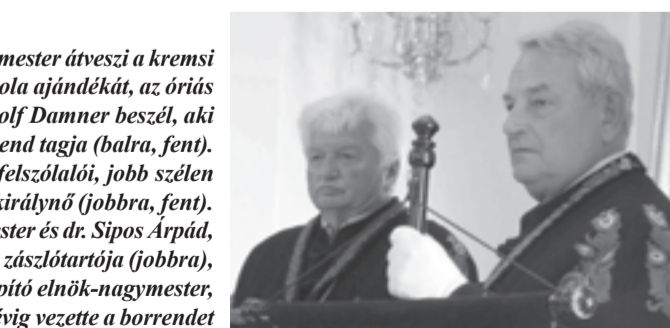 mester átveszi a kremsi
ola ajándékát, az óriás
olf Damner beszél, aki
end tagja (balra, fent).
felszólalói, jobb szélen
királynő (jobbra, fent).
ster és dr. Sipos Árpád,
zászlótartója (jobbra),
pító elnök-nagymester,
évig vezette a borrendet